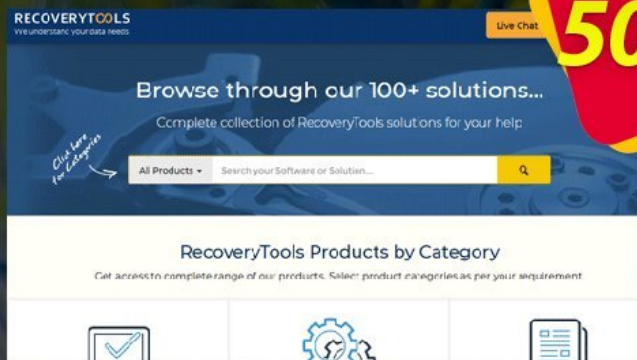 RECOVERYTOOLS
We understand your data needs
Live Chat
50
Browse through our 100+ solutions...
Complete collection of RecoveryTools solutions for your help
Click here
for Categories
All Products
Search your Software or Solution....
RecoveryTools Products by Category
Get access to complete range of our products. Select product categories as per your requirement